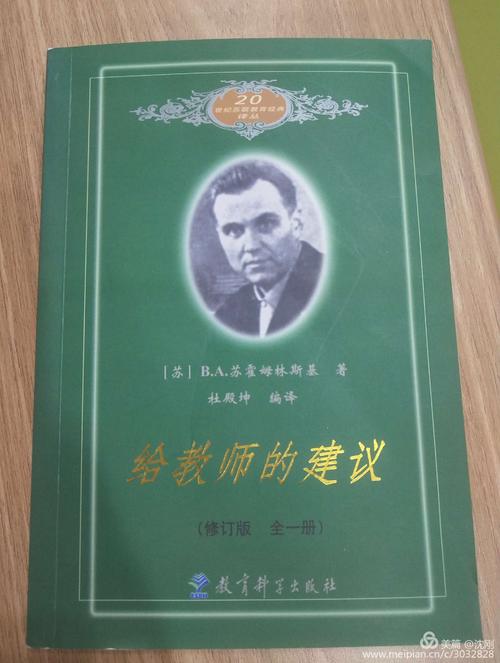 20
世纪苏联教育经典
译丛
［苏］B.A.苏霍姆林斯基 著
杜殿坤 编译
给教师的建议
（修订版 全一册）
教育科学出版社
美篇 @沈刚
www.meipian.cn/c/3032828